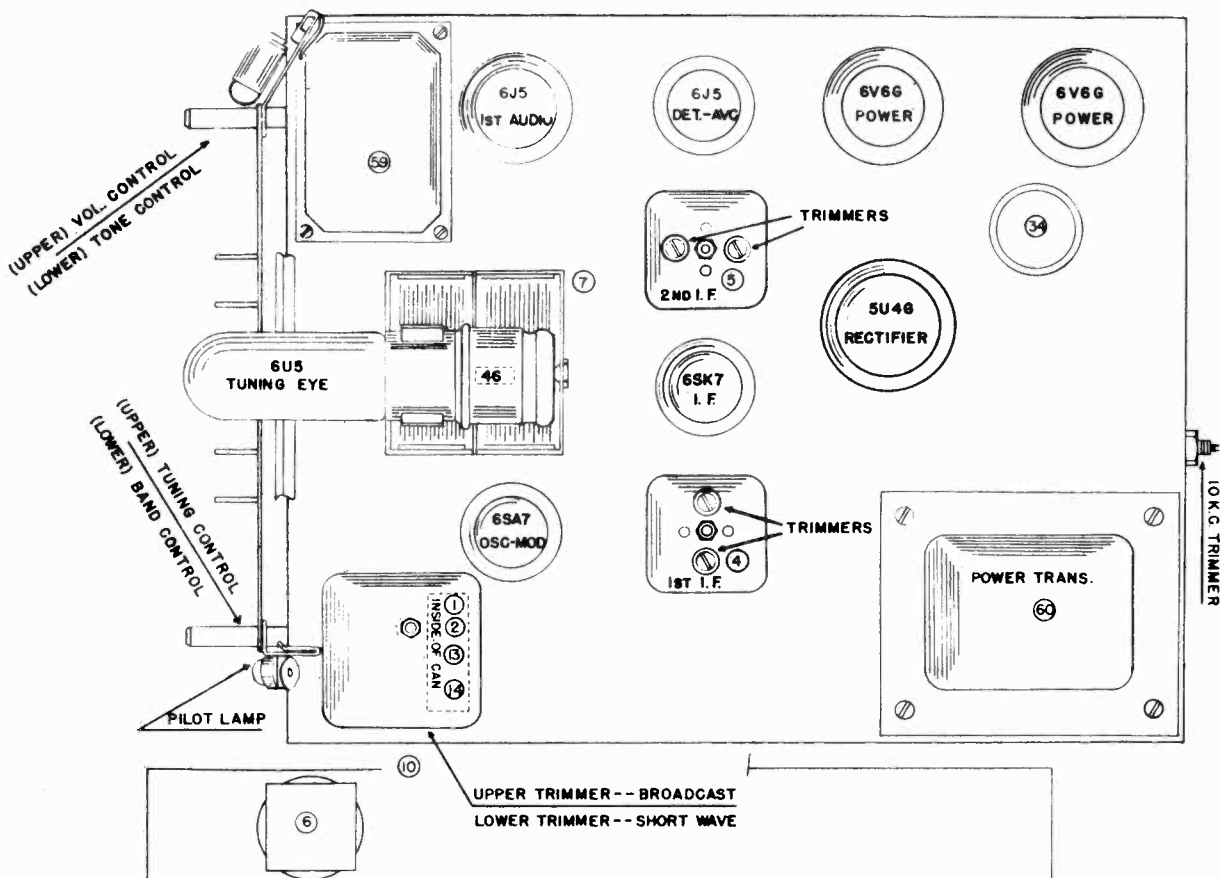 6J5
1ST AUDIO
6J5
DET.-AVC
6V6G
POWER
6V6G
POWER
59
(UPPER) VOL. CONTROL
(LOWER) TONE CONTROL
TRIMMERS
34
5
2ND I.F.
7
5U4G
RECTIFIER
6U5
TUNING EYE
46
6SK7
I.F.
(UPPER) TUNING CONTROL
(LOWER) BAND CONTROL
10 K.C. TRIMMER
6SA7
OSC-MOD
TRIMMERS
4
1ST I.F.
POWER TRANS.
60
1
2
13
14
INSIDE OF CAN
PILOT LAMP
10
UPPER TRIMMER--BROADCAST
LOWER TRIMMER--SHORT WAVE
6